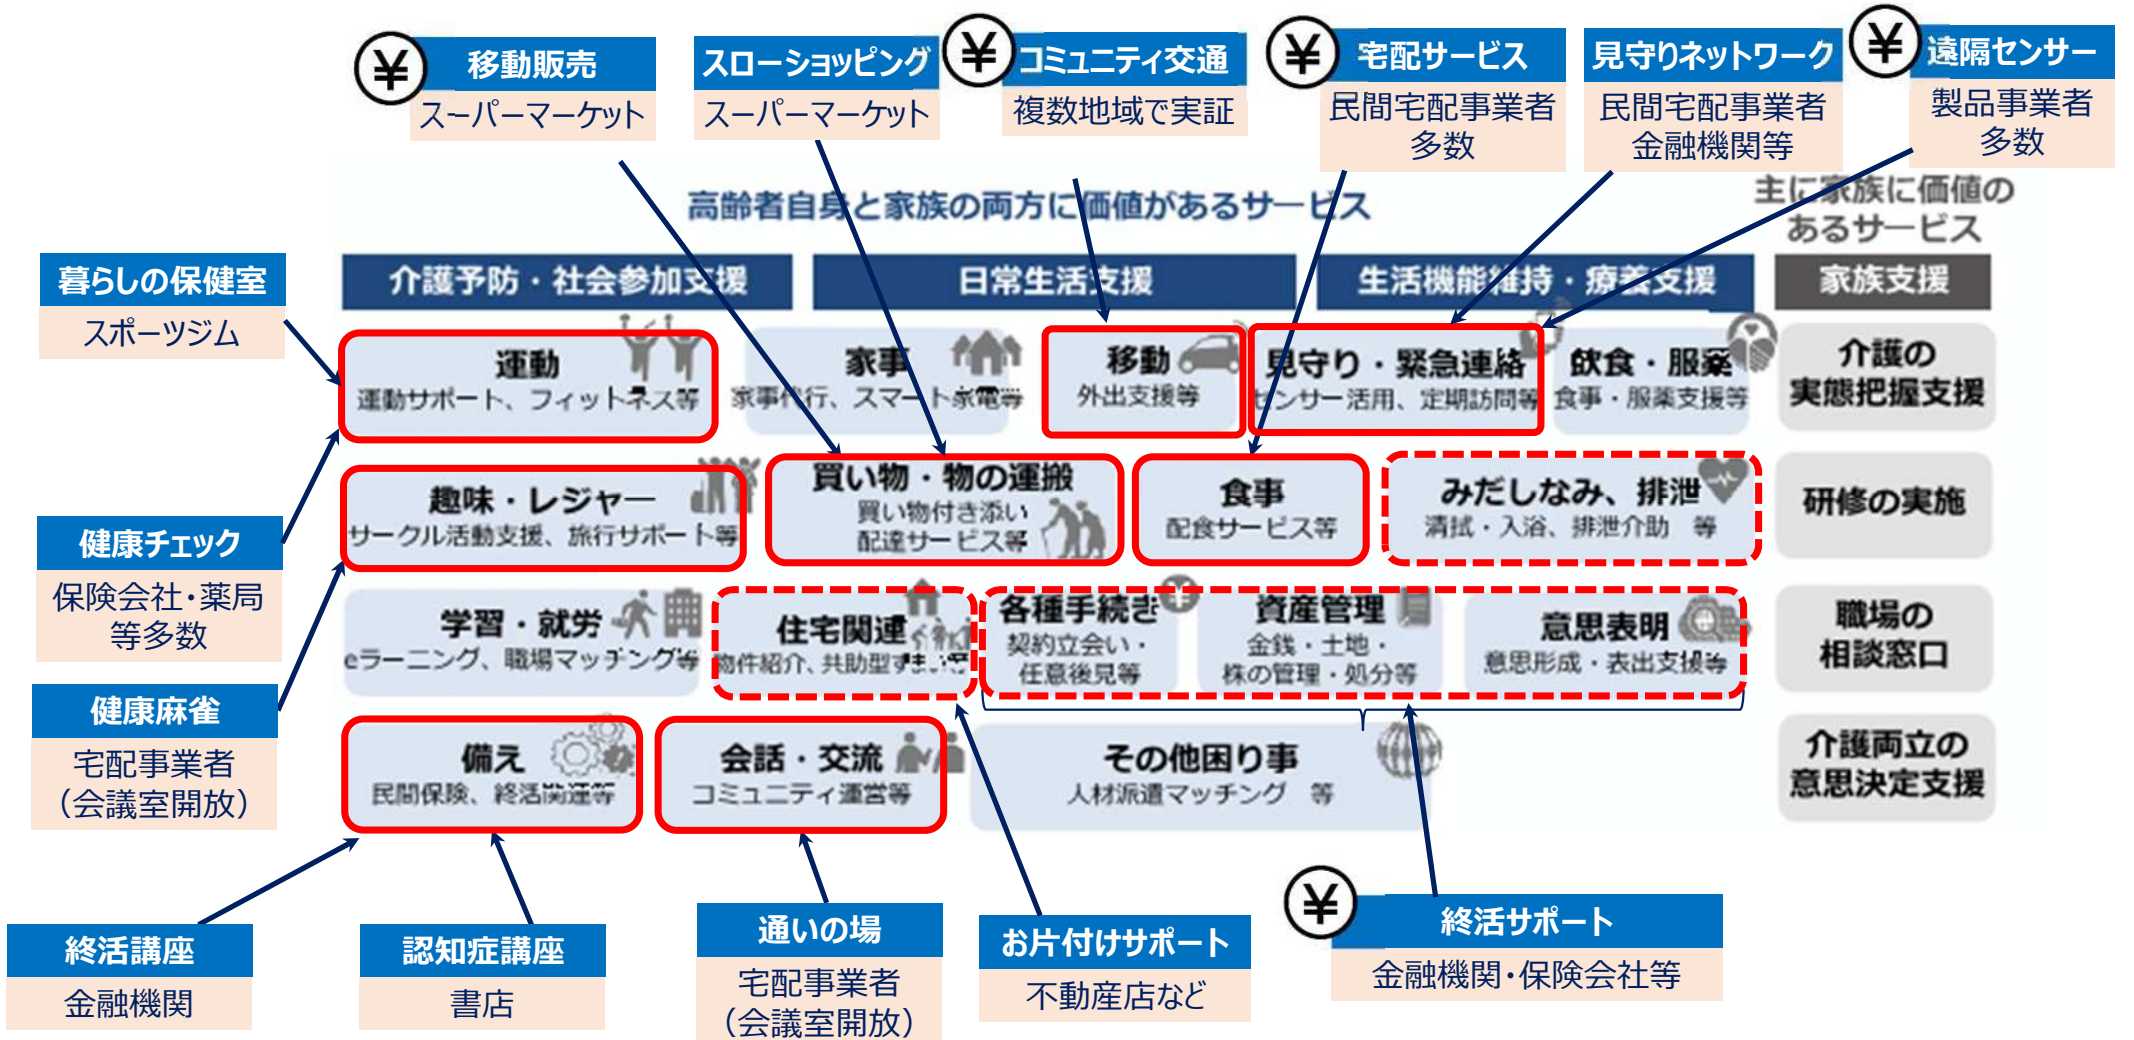 ¥
移動販売
スーパーマーケット
スローショッピング
スーパーマーケット
¥
コミュニティ交通
複数地域で実証
¥
宅配サービス
民間宅配事業者
多数
見守りネットワーク
民間宅配事業者
金融機関等
¥
遠隔センサー
製品事業者
多数
高齢者自身と家族の両方に価値があるサービス
主に家族に価値の
あるサービス
介護予防・社会参加支援
日常生活支援
生活機能維持・療養支援
家族支援
暮らしの保健室
スポーツジム
運動
運動サポート、フィットネス等
家事
家事代行、スマート家電等
移動
外出支援等
見守り・緊急連絡
センサー活用、定期訪問等
飲食・服薬
食事・服薬支援等
介護の
実態把握支援
健康チェック
保険会社・薬局
等多数
趣味・レジャー
サークル活動支援、旅行サポート等
買い物・物の運搬
買い物付き添い
配達サービス等
食事
配食サービス等
みだしなみ、排泄
清拭・入浴、排泄介助 等
研修の実施
健康麻雀
宅配事業者
（会議室開放）
学習・就労
eラーニング、職場マッチング等
住宅関連
物件紹介、共助型すまい等
各種手続き
契約立会い・
任意後見等
¥
資産管理
金銭・土地・
株の管理・処分等
意思表明
意思形成・表出支援等
職場の
相談窓口
備え
民間保険、終活関連等
会話・交流
コミュニティ運営等
その他困り事
人材派遣マッチング 等
介護両立の
意思決定支援
終活講座
金融機関
認知症講座
書店
通いの場
宅配事業者
（会議室開放）
お片付けサポート
不動産店など
¥
終活サポート
金融機関・保険会社等